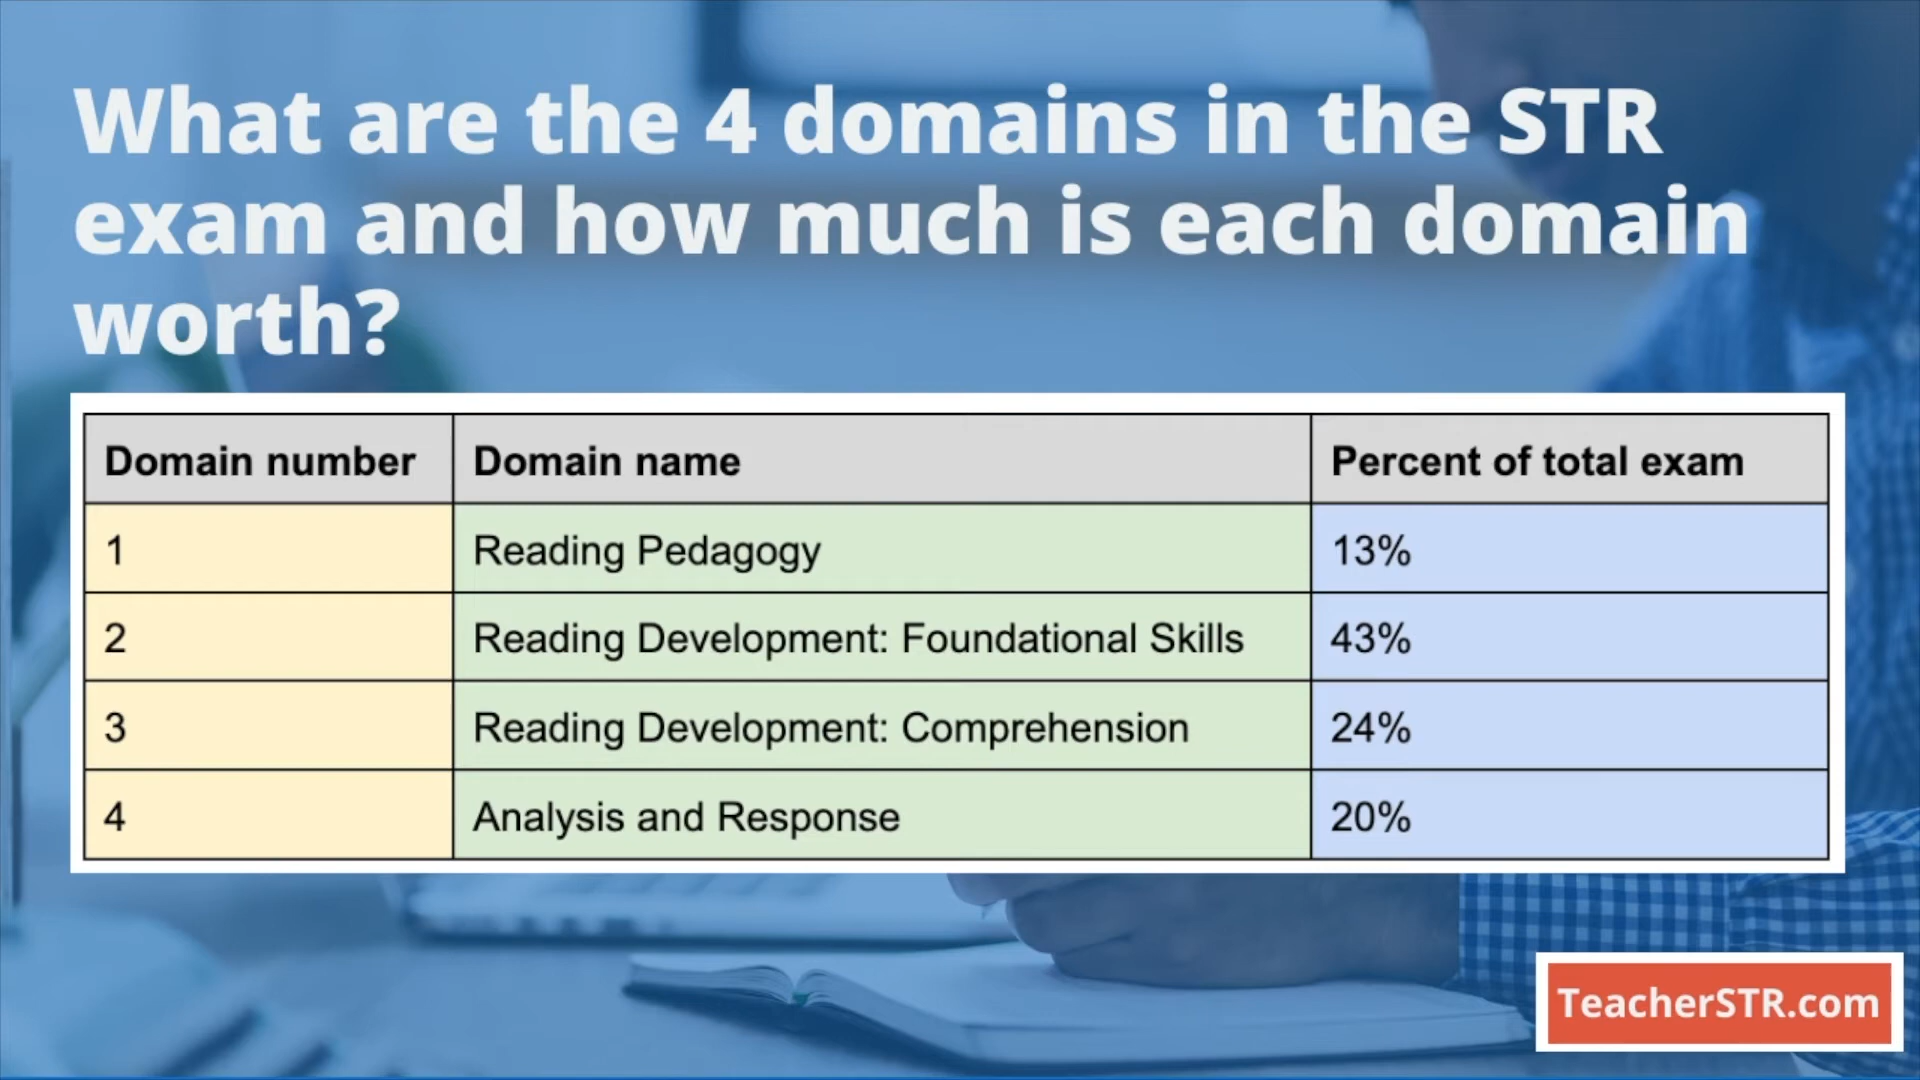 What are the 4 domains in the STR
exam and how much is each domain
worth?
Domain number Domain name Percent of total exam
1 Reading Pedagogy 13%
2 Reading Development: Foundational Skills 43%
3 Reading Development: Comprehension 24%
4 Analysis and Response 20%
TeacherSTR.com